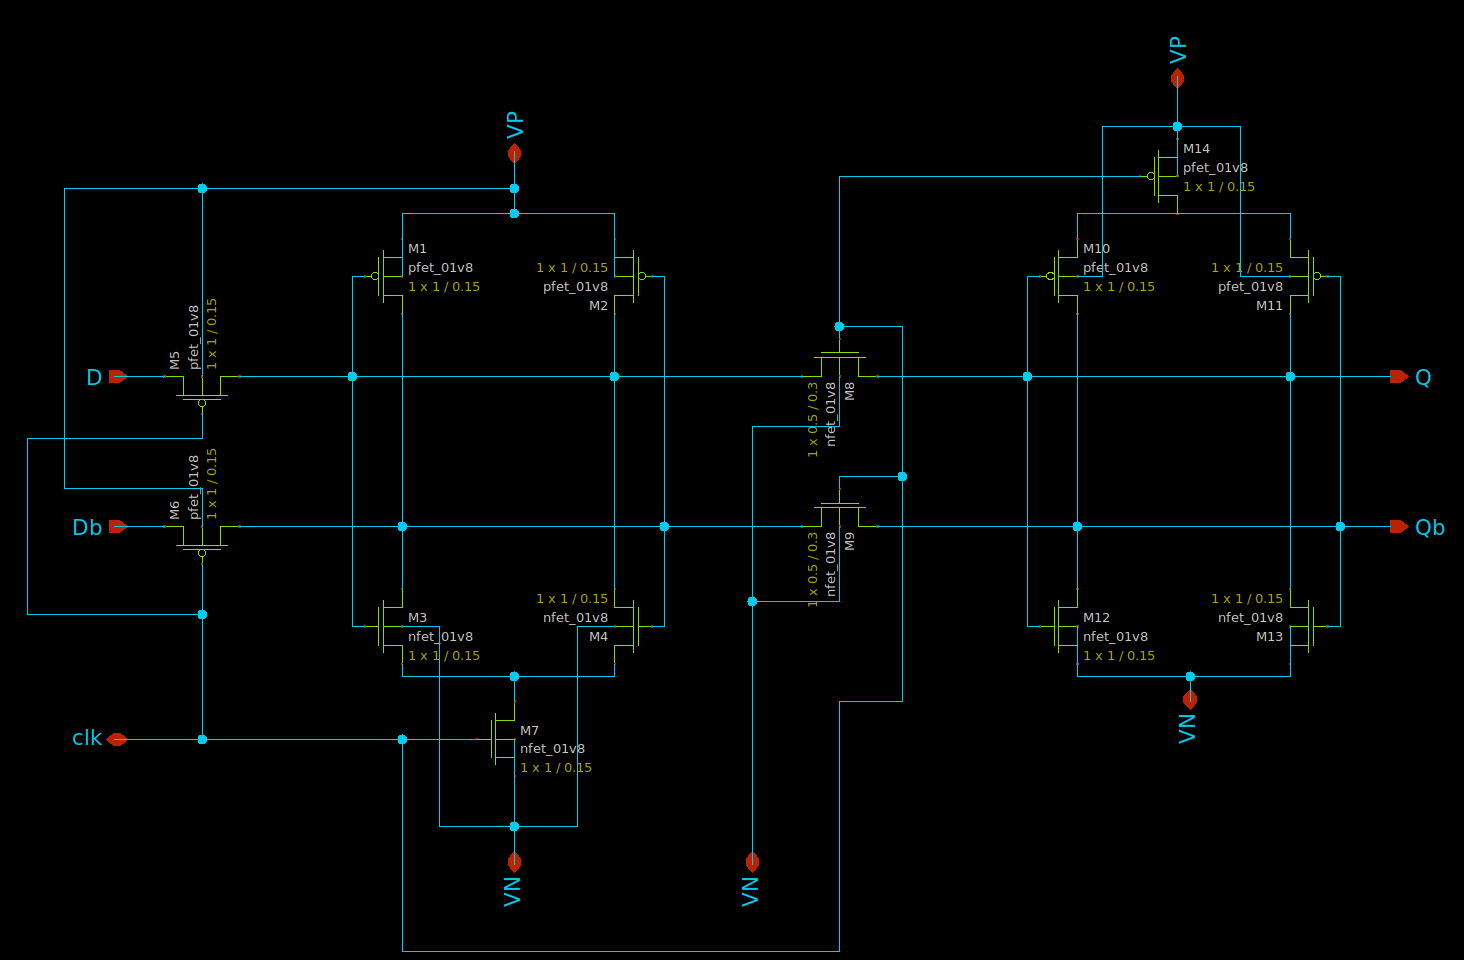 VP
M14
pfet_01v8
1 x 1 / 0.15
VP
M1
pfet_01v8
1 x 1 / 0.15
1 x 1 / 0.15
pfet_01v8
M2
M10
pfet_01v8
1 x 1 / 0.15
1 x 1 / 0.15
pfet_01v8
M11
M5
pfet_01v8
1 x 1 / 0.15
D
1 x 0.5 / 0.3
nfet_01v8
M8
Q
M6
pfet_01v8
1 x 1 / 0.15
Db
1 x 0.5 / 0.3
nfet_01v8
M9
Qb
M3
nfet_01v8
1 x 1 / 0.15
1 x 1 / 0.15
nfet_01v8
M4
M12
nfet_01v8
1 x 1 / 0.15
1 x 1 / 0.15
nfet_01v8
M13
clk
M7
nfet_01v8
1 x 1 / 0.15
VN
VN
VN